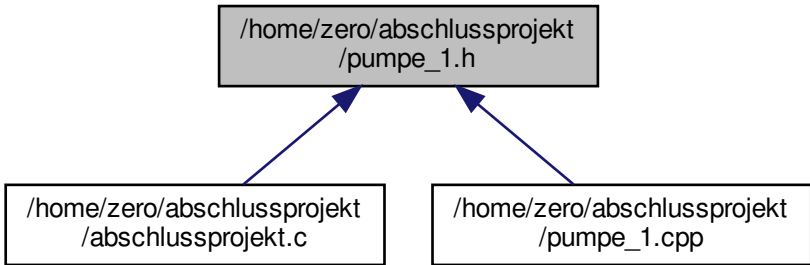 /home/zero/abschlussprojekt
/pumpe_1.h
/home/zero/abschlussprojekt
/abschlussprojekt.c
/home/zero/abschlussprojekt
/pumpe_1.cpp